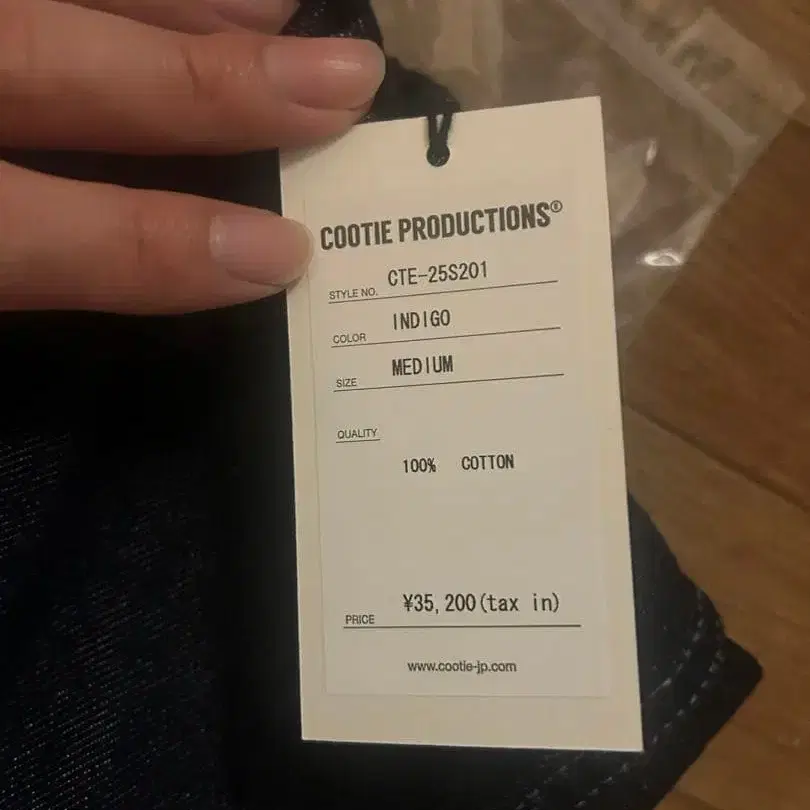 COOTIE PRODUCTIONS®
STYLE NO. CTE-25S201
COLOR INDIGO
SIZE MEDIUM
QUALITY
100% COTTON
PRICE ¥35,200(tax in)
www.cootie-jp.com